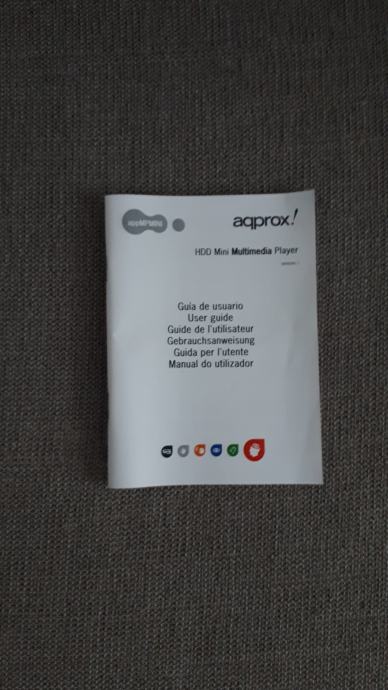 appMPMINI
aqprox!
HDD Mini Multimedia Player
Guía de usuario
User guide
Guide de l'utilisateur
Gebrauchsanweisung
Guida per l'utente
Manual do utilizador